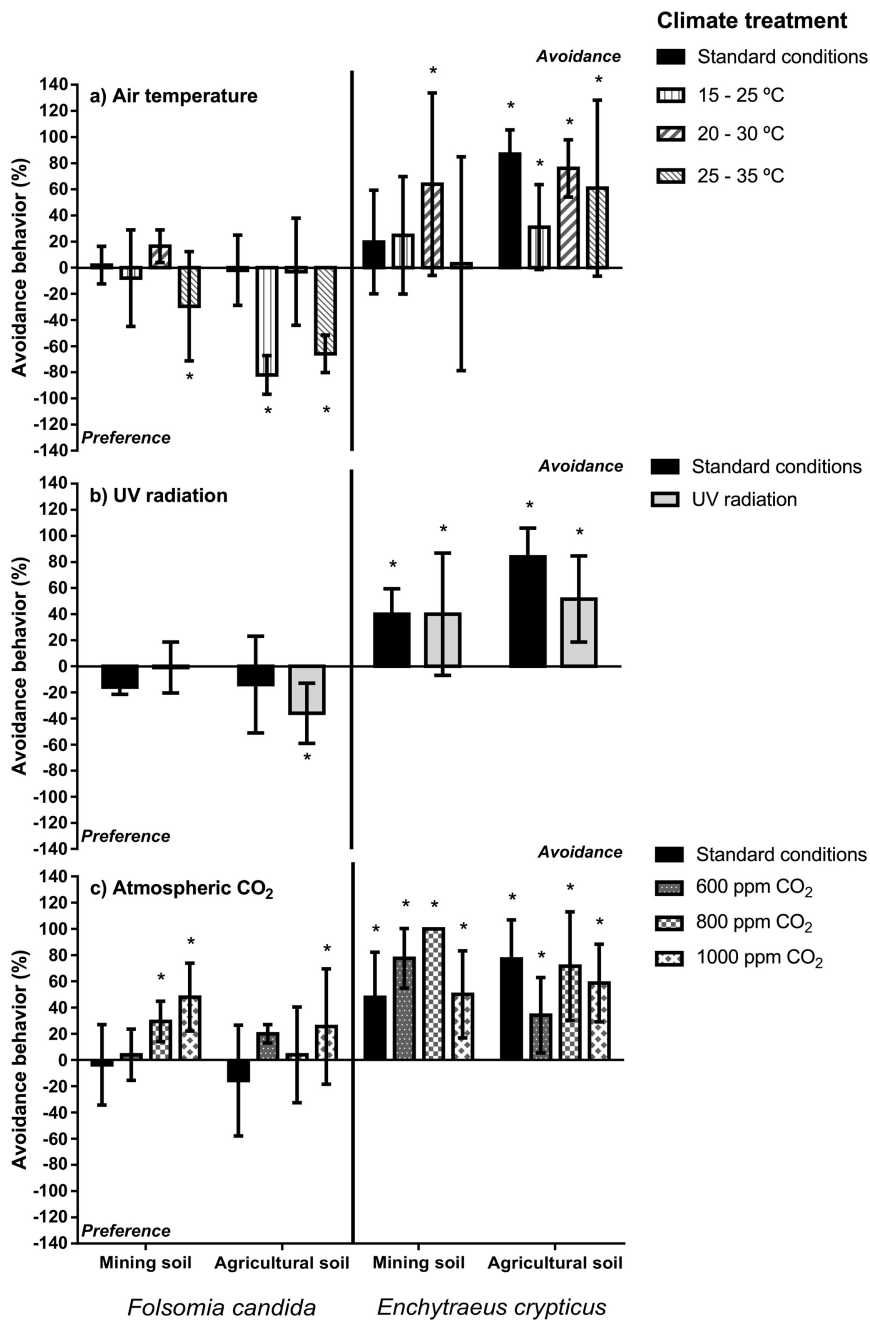 Climate treatment
Avoidance
Standard conditions
15 - 25 ºC
20 - 30 ºC
25 - 35 ºC
a) Air temperature
Avoidance behavior (%)
140
120
100
80
60
40
20
0
-20
-40
-60
-80
-100
-120
-140
* * * * *
* * *
Preference
Avoidance
Standard conditions
UV radiation
b) UV radiation
Avoidance behavior (%)
140
120
100
80
60
40
20
0
-20
-40
-60
-80
-100
-120
-140
* * * *
*
Preference
Avoidance
Standard conditions
600 ppm CO2
800 ppm CO2
1000 ppm CO2
c) Atmospheric CO2
Avoidance behavior (%)
140
120
100
80
60
40
20
0
-20
-40
-60
-80
-100
-120
-140
* * * * * * * * * * *
Preference
Mining soil Agricultural soil Mining soil Agricultural soil
Folsomia candida Enchytraeus crypticus